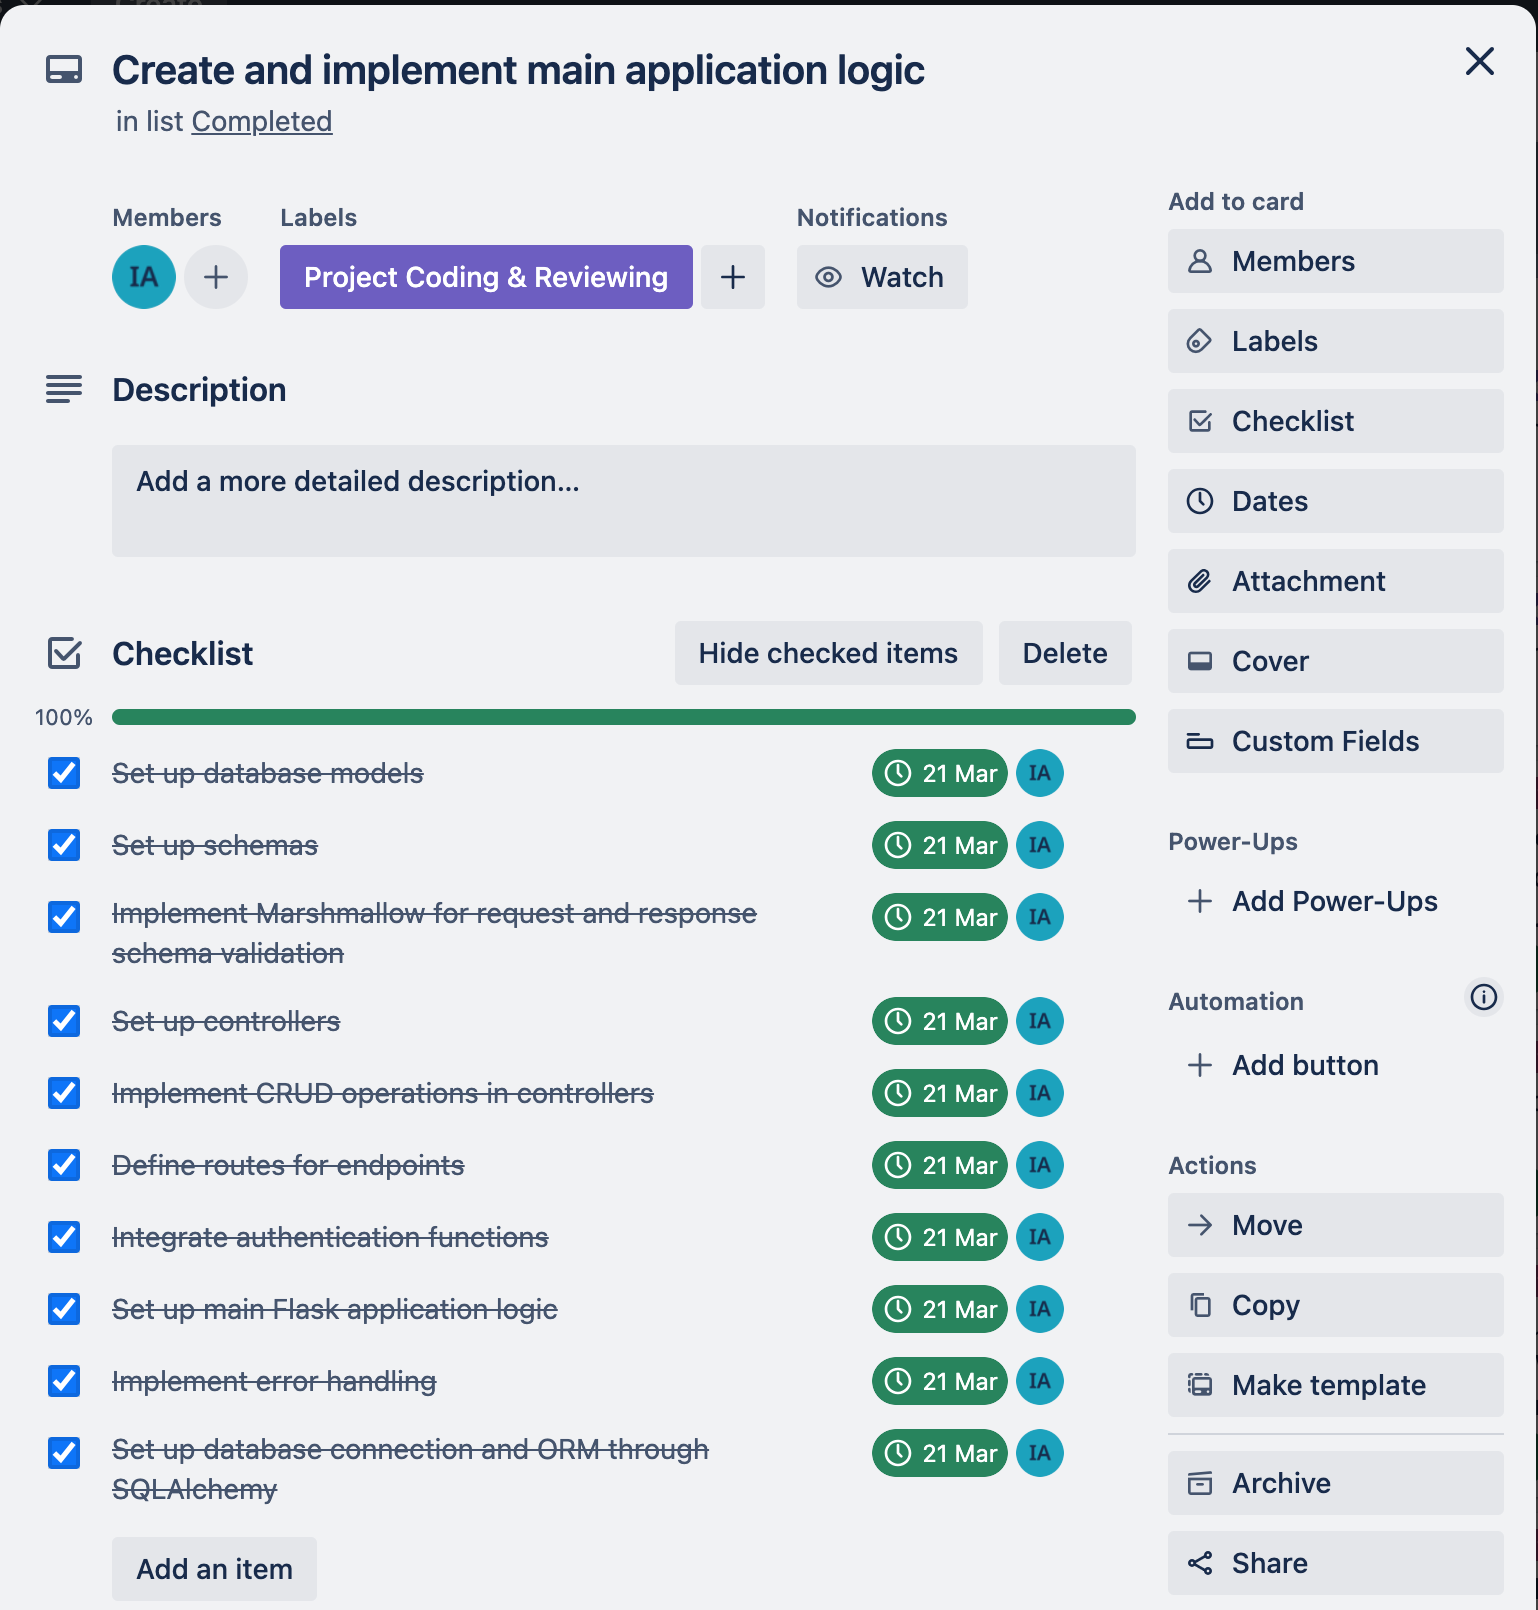 Create
Create and implement main application logic
in list Completed
Members
Labels
Notifications
IA
Project Coding & Reviewing
Watch
Description
Add a more detailed description...
Checklist
Hide checked items
Delete
100%
Set up database models
21 Mar
IA
Set up schemas
21 Mar
IA
Implement Marshmallow for request and response
schema validation
21 Mar
IA
Set up controllers
21 Mar
IA
Implement CRUD operations in controllers
21 Mar
IA
Define routes for endpoints
21 Mar
IA
Integrate authentication functions
21 Mar
IA
Set up main Flask application logic
21 Mar
IA
Implement error handling
21 Mar
IA
Set up database connection and ORM through
SQLAlchemy
21 Mar
IA
Add an item
Add to card
Members
Labels
Checklist
Dates
Attachment
Cover
Custom Fields
Power-Ups
Add Power-Ups
Automation
Add button
Actions
Move
Copy
Make template
Archive
Share